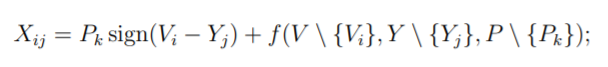 X_{ij} = P_k sign(V_i − Y_j) + f(V \ {V_i}, Y \ {Y_j}, P \ {P_k});